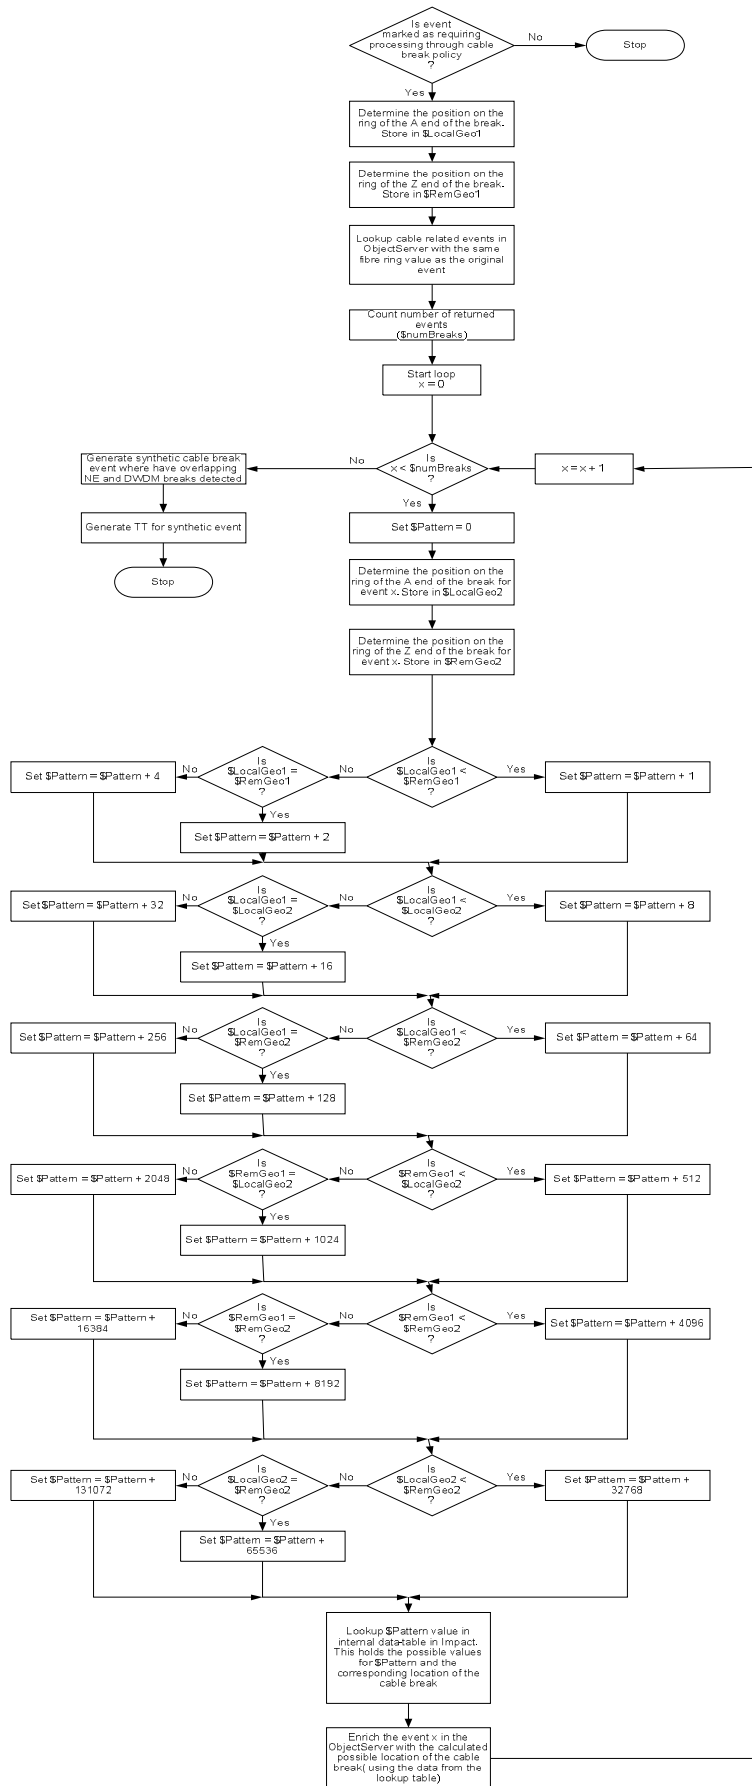 Is event
marked as requiring
processing through cable
break policy
?
No
Stop
Yes
Determine the position on the
ring of the A end of the break.
Store in $LocalGeo1
Determine the position on the
ring of the Z end of the break.
Store in $RemGeo1
Lookup cable related events in
ObjectServer with the same
fibre ring value as the original
event
Count number of returned
events
($numBreaks)
Start loop
x = 0
Is
x < $numBreaks
?
No
Generate synthetic cable break
event where have overlapping
NE and DWDM breaks detected
x = x + 1
Generate TT for synthetic event
Stop
Yes
Set $Pattern = 0
Determine the position on the
ring of the A end of the break for
event x. Store in $LocalGeo2
Determine the position on the
ring of the Z end of the break for
event x. Store in $RemGeo2
Is
$LocalGeo1 <
$RemGeo1
?
Yes
Set $Pattern = $Pattern + 1
No
Is
$LocalGeo1 =
$RemGeo1
?
No
Set $Pattern = $Pattern + 4
Yes
Set $Pattern = $Pattern + 2
Is
$LocalGeo1 <
$LocalGeo2
?
Yes
Set $Pattern = $Pattern + 8
No
Is
$LocalGeo1 =
$LocalGeo2
?
No
Set $Pattern = $Pattern + 32
Yes
Set $Pattern = $Pattern + 16
Is
$LocalGeo1 <
$RemGeo2
?
Yes
Set $Pattern = $Pattern + 64
No
Is
$LocalGeo1 =
$RemGeo2
?
No
Set $Pattern = $Pattern + 256
Yes
Set $Pattern = $Pattern + 128
Is
$RemGeo1 <
$LocalGeo2
?
Yes
Set $Pattern = $Pattern + 512
No
Is
$RemGeo1 =
$LocalGeo2
?
No
Set $Pattern = $Pattern + 2048
Yes
Set $Pattern = $Pattern + 1024
Is
$RemGeo1 <
$RemGeo2
?
Yes
Set $Pattern = $Pattern + 4096
No
Is
$RemGeo1 =
$RemGeo2
?
No
Set $Pattern = $Pattern +
16384
Yes
Set $Pattern = $Pattern + 8192
Is
$LocalGeo2 <
$RemGeo2
?
Yes
Set $Pattern = $Pattern +
32768
No
Is
$LocalGeo2 =
$RemGeo2
?
No
Set $Pattern = $Pattern +
131072
Yes
Set $Pattern = $Pattern +
65536
Lookup $Pattern value in
internal data-table in Impact.
This holds the possible values
for $Pattern and the
corresponding location of the
cable break
Enrich the event x in the
ObjectServer with the calculated
possible location of the cable
break( using the data from the
lookup table)